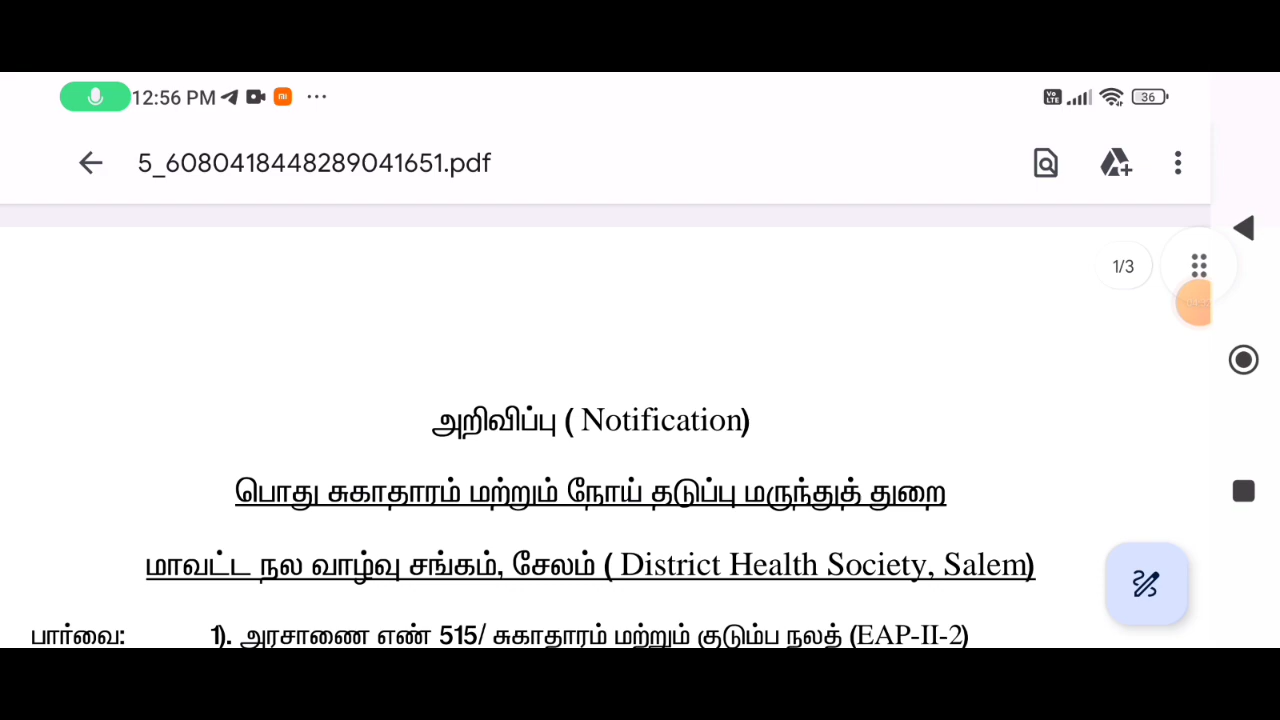 12:56 PM
36
5_6080418448289041651.pdf
1/3
அறிவிப்பு ( Notification)
பொது சுகாதாரம் மற்றும் நோய் தடுப்பு மருந்துத் துறை
மாவட்ட நல வாழ்வு சங்கம், சேலம் ( District Health Society, Salem)
பார்வை: 1). அரசாணை எண் 515/ சுகாதாரம் மற்றும் குடும்ப நலத் (EAP-II-2)